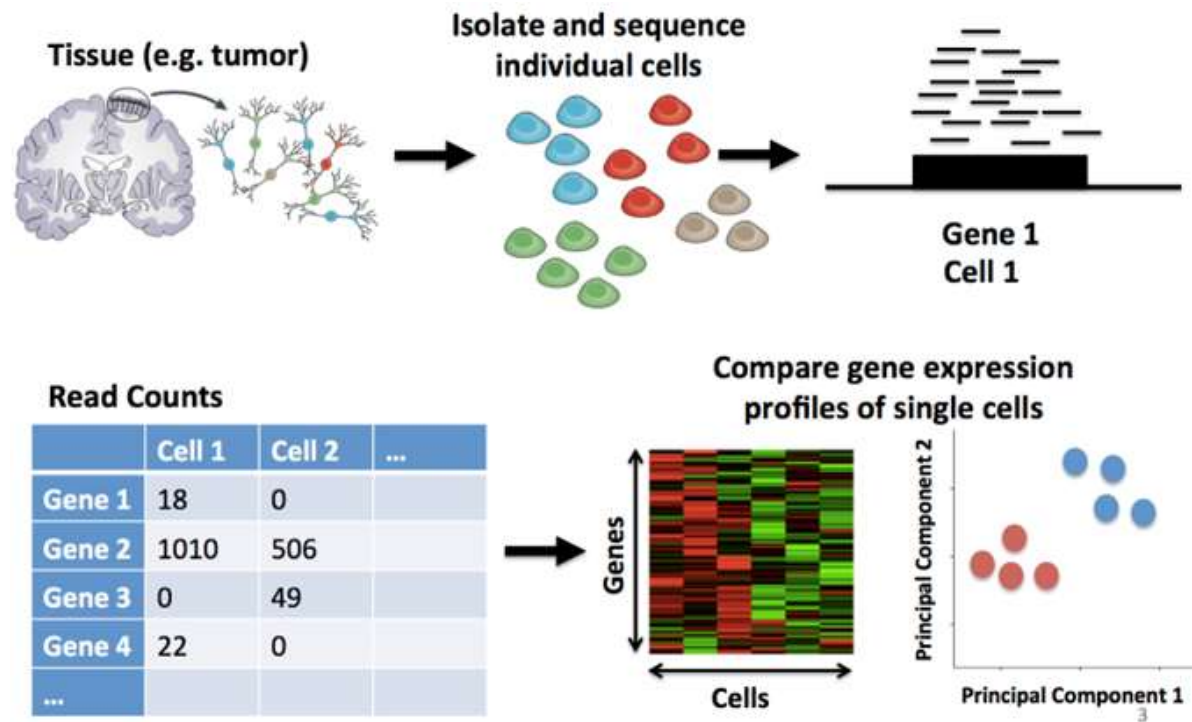 Tissue (e.g. tumor)
Isolate and sequence
individual cells
Gene 1
Cell 1
Read Counts
Cell 1 Cell 2 ...
Gene 1 18 0
Gene 2 1010 506
Gene 3 0 49
Gene 4 22 0
...
Compare gene expression
profiles of single cells
Genes
Cells
Principal Component 2
Principal Component 1
3